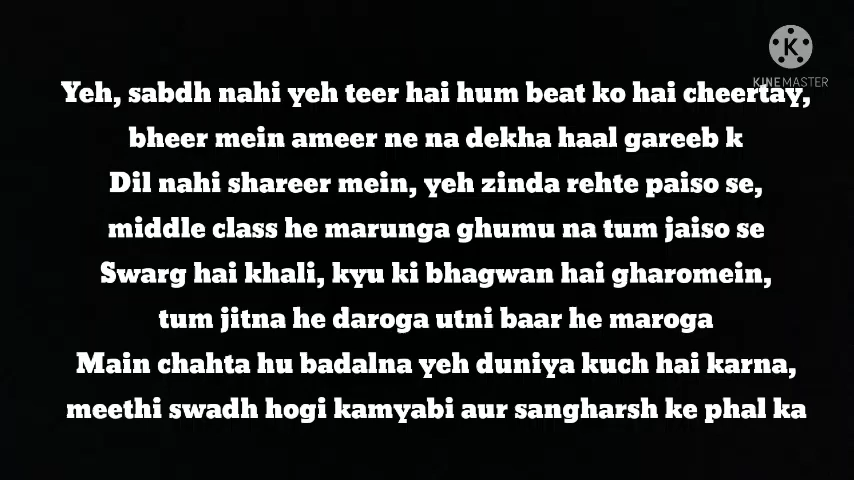 K
KINEMASTER
Yeh, sabdh nahi yeh teer hai hum beat ko hai cheertay,
bheer mein ameer ne na dekha haal gareeb k
Dil nahi shareer mein, yeh zinda rehte paiso se,
middle class he marunga ghumu na tum jaiso se
Swarg hai khali, kyu ki bhagwan hai gharomein,
tum jitna he daroga utni baar he maroga
Main chahta hu badalna yeh duniya kuch hai karna,
meethi swadh hogi kamyabi aur sangharsh ke phal ka